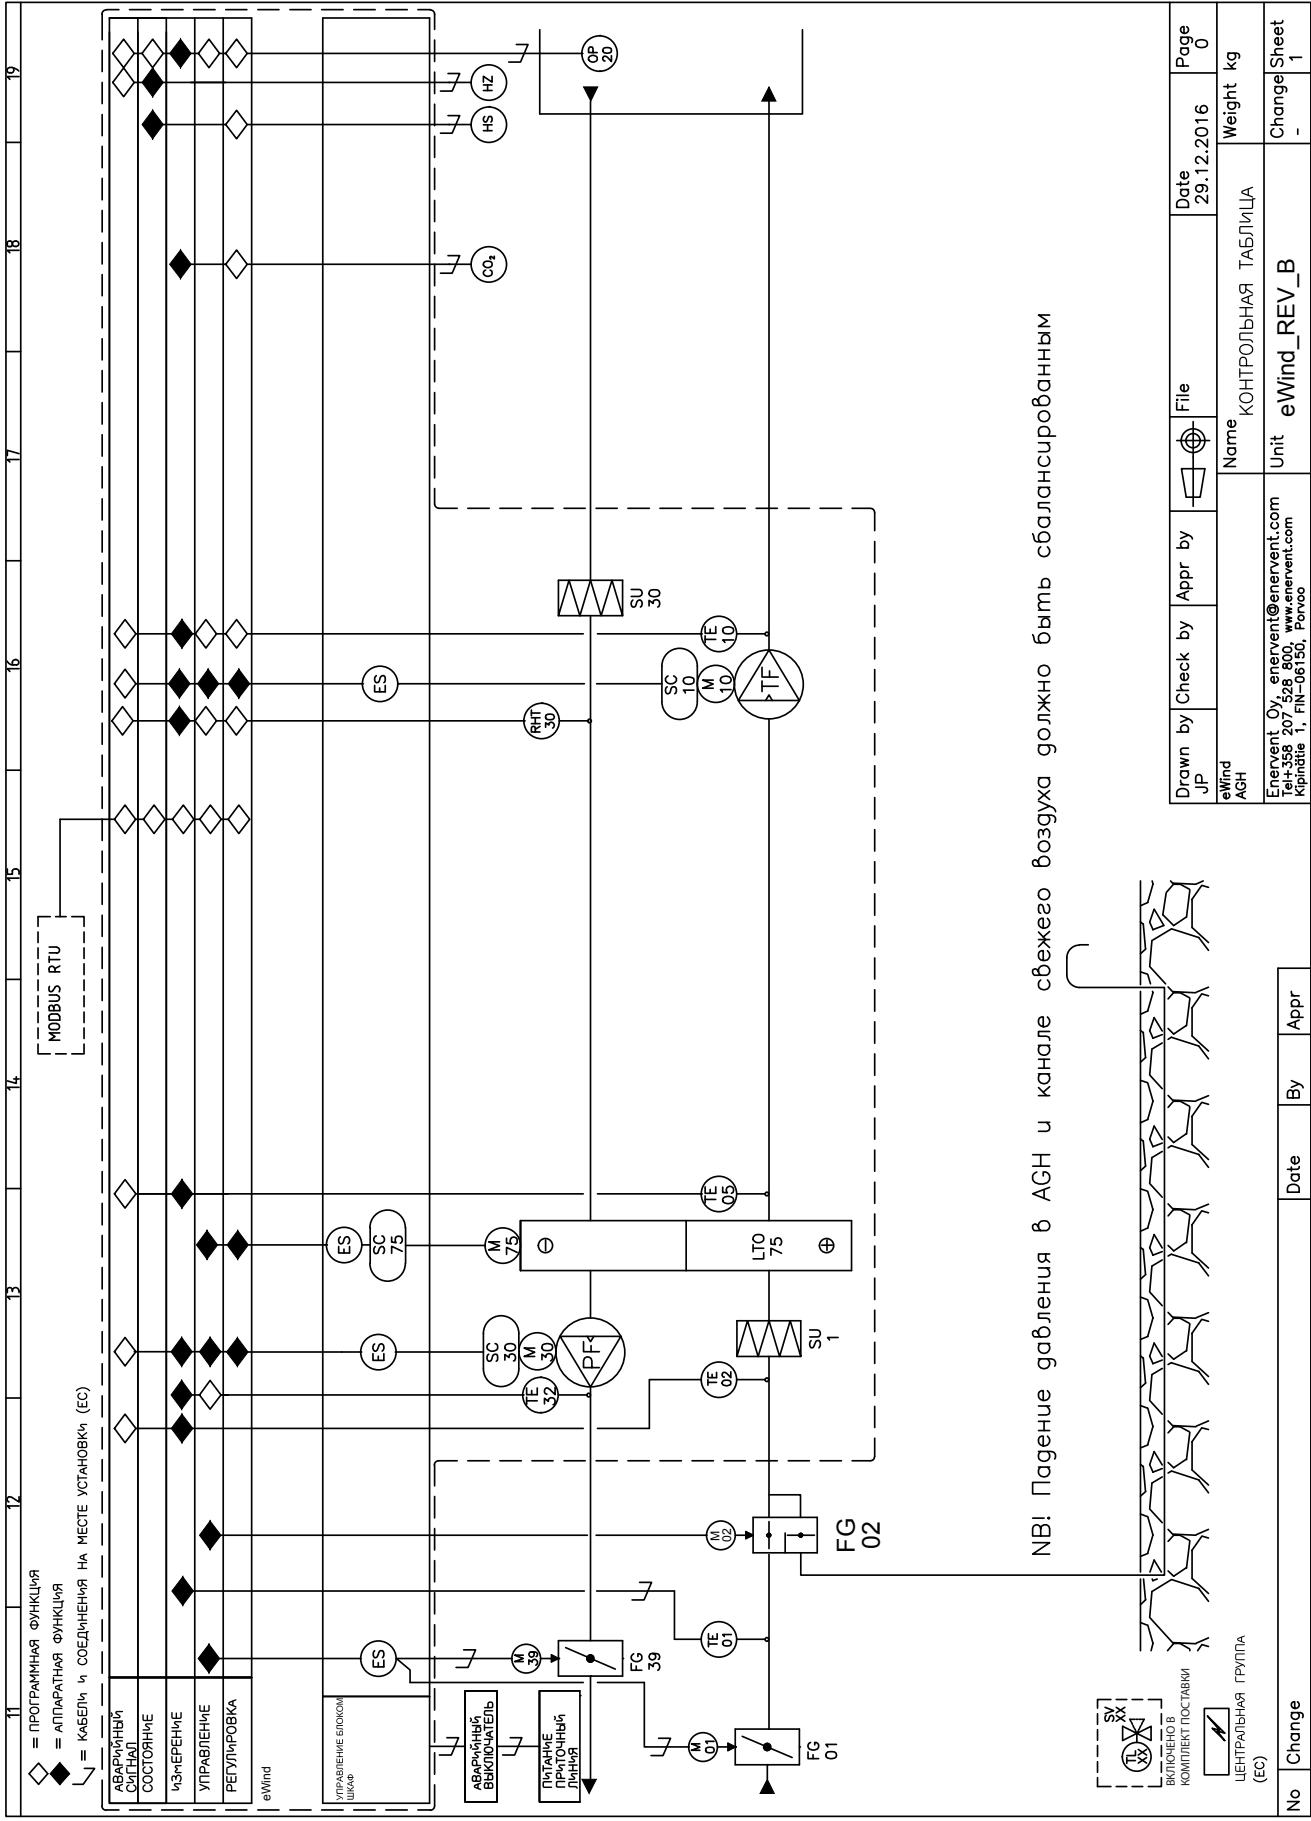 11
12
13
14
15
16
17
18
19
= ПРОГРАММНАЯ ФУНКЦИЯ
= АППАРАТНАЯ ФУНКЦИЯ
= КАБЕЛИ И СОЕДИНЕНИЯ НА МЕСТЕ УСТАНОВКИ (EC)
MODBUS RTU
АВАРИЙНЫЙ
СИГНАЛ
СОСТОЯНИЕ
ИЗМЕРЕНИЕ
УПРАВЛЕНИЕ
РЕГУЛИРОВКА
eWind
УПРАВЛЕНИЕ БЛОКОМ
ШКАФ
АВАРИЙНЫЙ
ВЫКЛЮЧАТЕЛЬ
ПИТАНИЕ
ПРИТОЧНЫЙ
ЛИНИЯ
ES
ES
ES
ES
SC
75
M
75
SC
30
M
30
PF
TE
32
M
39
FG
39
RHT
30
SU
30
CO₂
HS
HZ
OP
20
SC
10
M
10
TF
TE
10
TE
05
LTO
75
SU
1
TE
02
M
02
FG
02
TE
01
M
01
FG
01
NB! Падение давления в AGH и канале свежего воздуха должно быть сбалансированным
SV
XX
TL
XX
ВКЛЮЧЕНО В
КОМПЛЕКТ ПОСТАВКИ
ЦЕНТРАЛЬНАЯ ГРУППА
(EC)
No Change Date By Appr
Drawn by Check by Appr by File Date Page
JP 29.12.2016 0
eWind
AGH
Name Weight kg
КОНТРОЛЬНАЯ ТАБЛИЦА
Enervent Oy, enervent@enervent.com
Tel+358 207 528 800, www.enervent.com
Kipinätie 1, FIN-06150, Porvoo
Unit Change Sheet
eWind_REV_B - 1